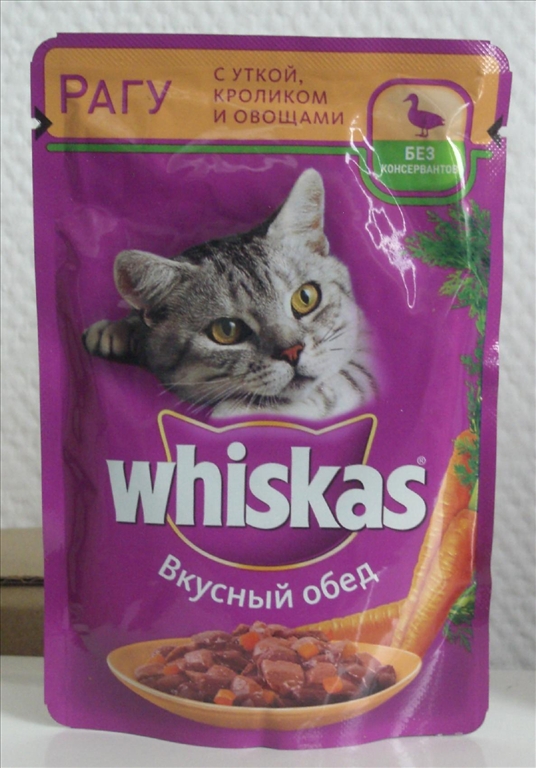 РАГУ
С УТКОЙ,
КРОЛИКОМ
И ОВОЩАМИ
БЕЗ
КОНСЕРВАНТОВ
whiskas®
Вкусный обед